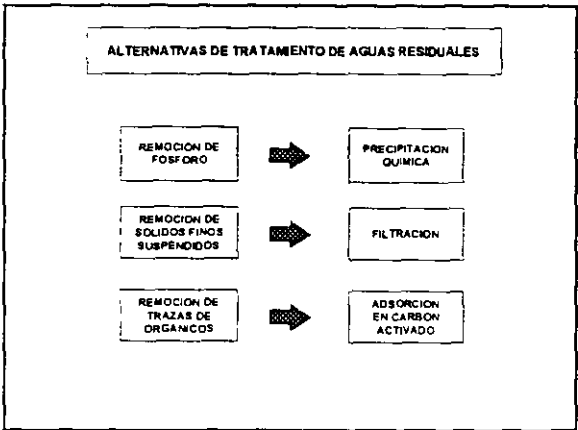 ALTERNATIVAS DE TRATAMIENTO DE AGUAS RESIDUALES
REMOCION DE
FOSFORO
PRECIPITACION
QUIMICA
REMOCION DE
SOLIDOS FINOS
SUSPENDIDOS
FILTRACION
REMOCION DE
TRAZAS DE
ORGANICOS
ADSORCION
EN CARBON
ACTIVADO